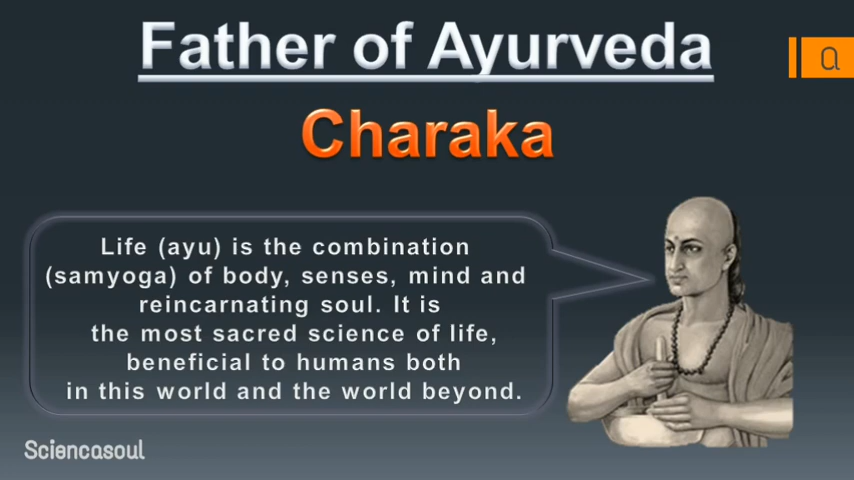 Father of Ayurveda
Charaka
Life (ayu) is the combination
(samyoga) of body, senses, mind and
reincarnating soul. It is
the most sacred science of life,
beneficial to humans both
in this world and the world beyond.
Sciencasoul